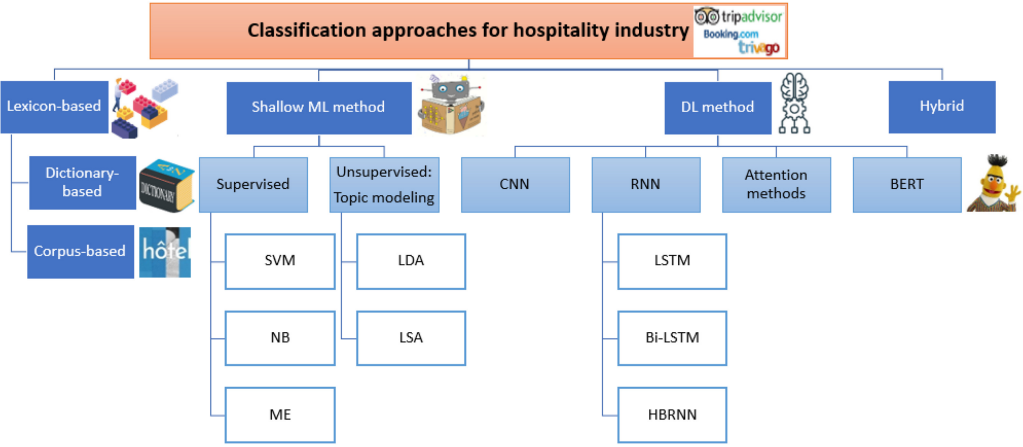 Classification approaches for hospitality industry
tripadvisor
Booking.com
trivago
Lexicon-based
Shallow ML method
DL method
Hybrid
Dictionary-
based
DICTIONARY
Corpus-based
hôtel
Supervised
Unsupervised:
Topic modeling
CNN
RNN
Attention
methods
BERT
SVM
LDA
LSTM
NB
LSA
Bi-LSTM
ME
HBRNN